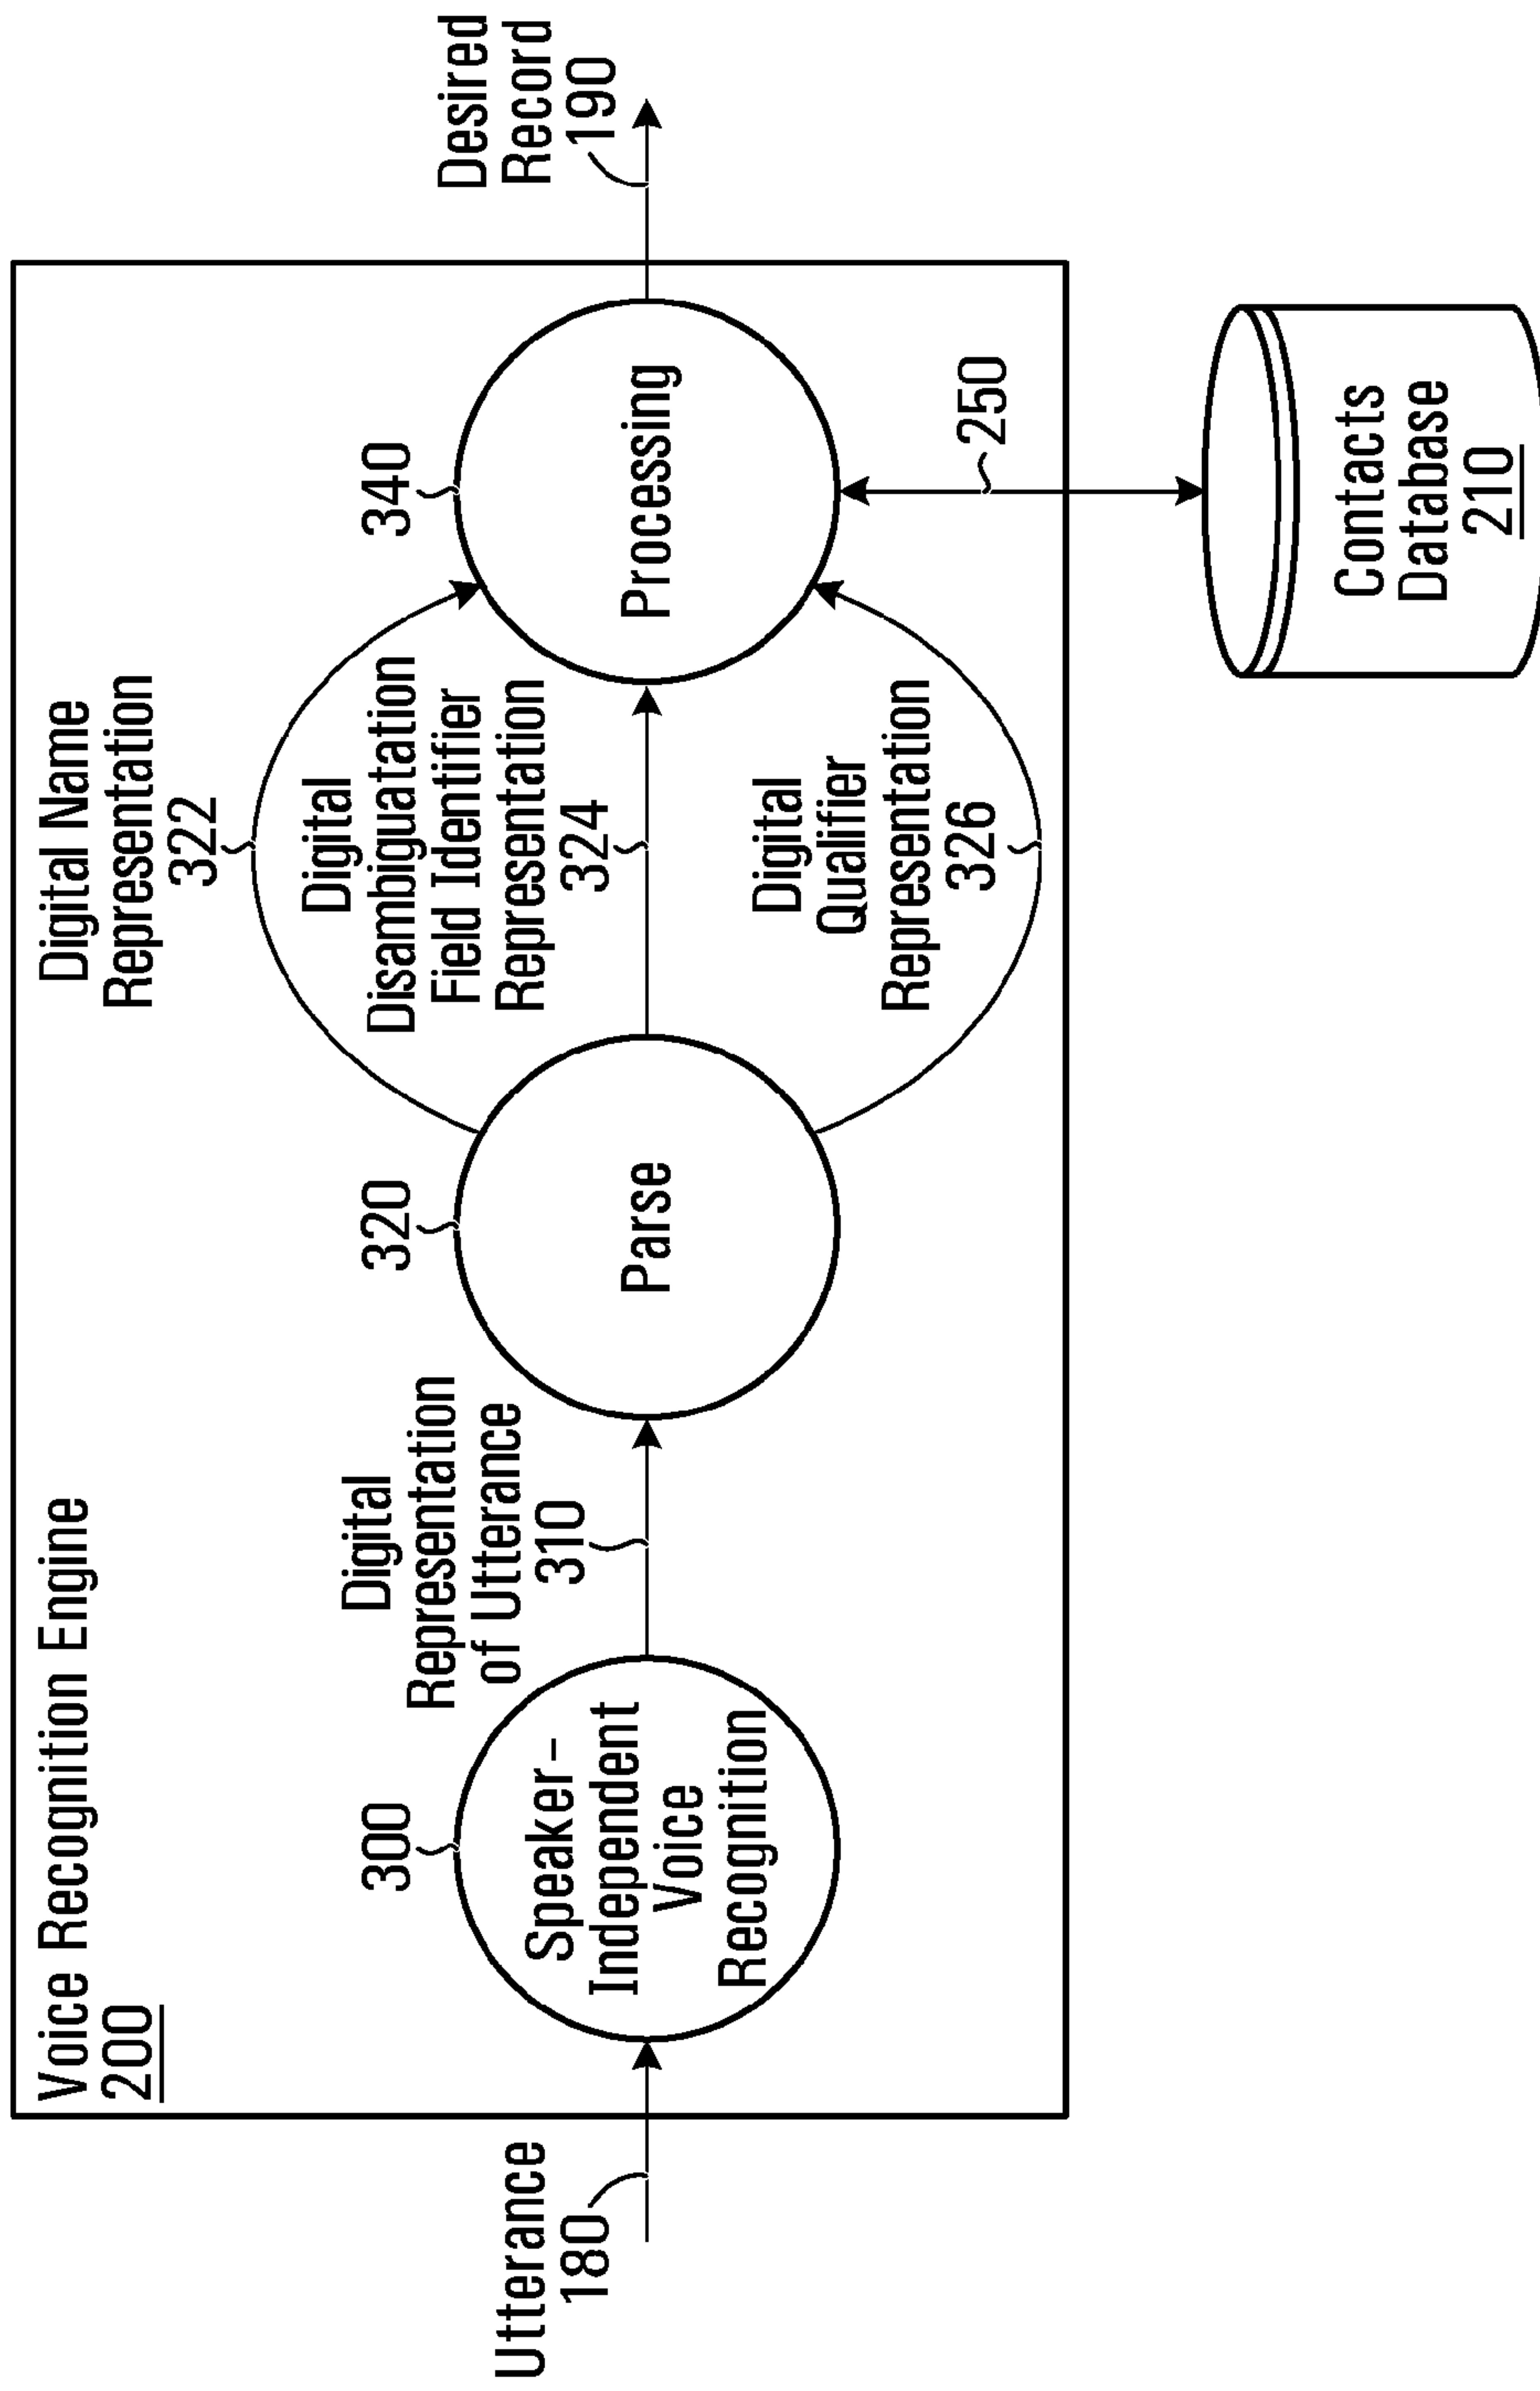 Voice Recognition Engine
200
Utterance
180
300
Speaker-
Independent
Voice
Recognition
Digital
Representation
of Utterance
310
320
Parse
Digital Name
Representation
322
Digital
Disambiguatation
Field Identifier
Representation
324
Digital
Qualifier
Representation
326
340
Processing
Desired
Record
190
250
Contacts
Database
210